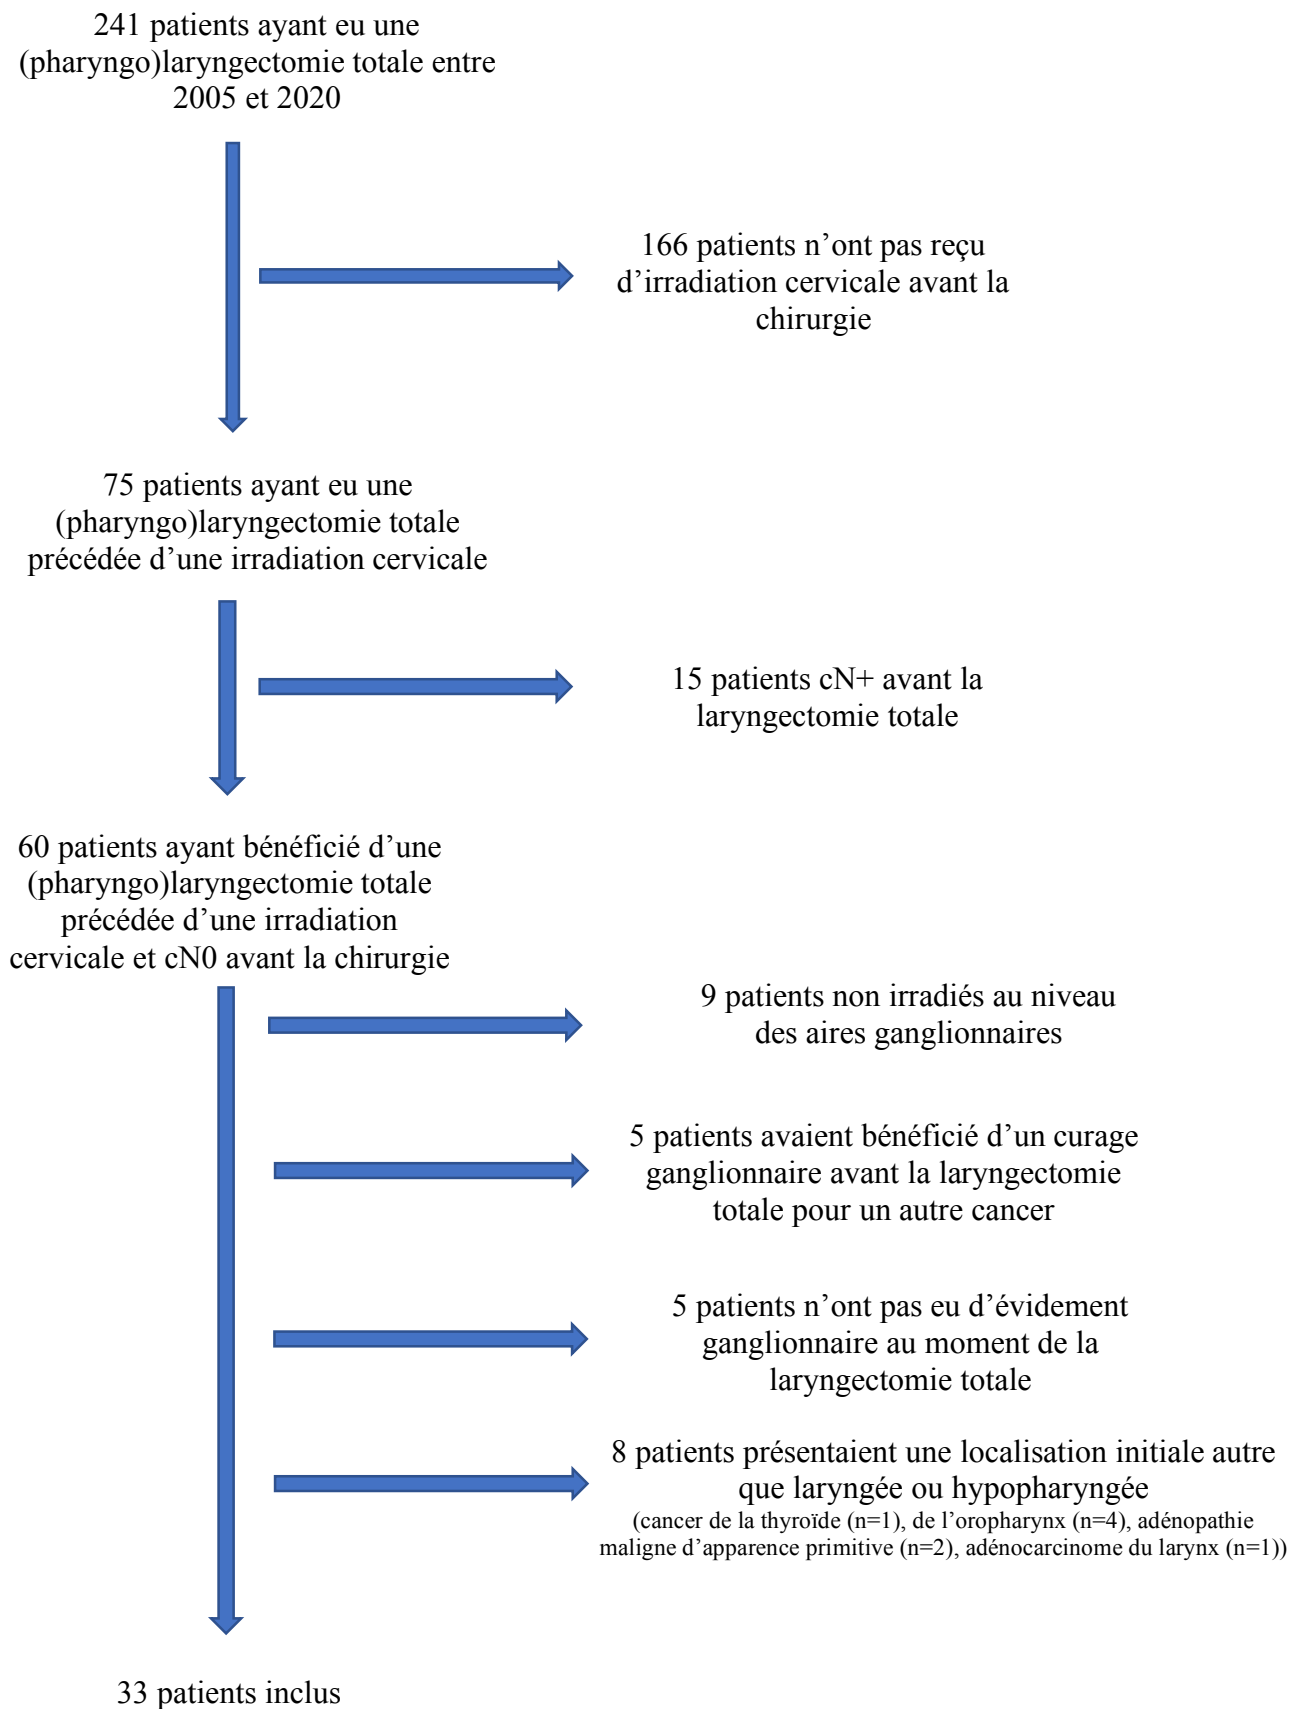 241 patients ayant eu une
(pharyngo)laryngectomie totale entre
2005 et 2020
166 patients n’ont pas reçu
d’irradiation cervicale avant la
chirurgie
75 patients ayant eu une
(pharyngo)laryngectomie totale
précédée d’une irradiation cervicale
15 patients cN+ avant la
laryngectomie totale
60 patients ayant bénéficié d’une
(pharyngo)laryngectomie totale
précédée d’une irradiation
cervicale et cN0 avant la chirurgie
9 patients non irradiés au niveau
des aires ganglionnaires
5 patients avaient bénéficié d’un curage
ganglionnaire avant la laryngectomie
totale pour un autre cancer
5 patients n’ont pas eu d’évidement
ganglionnaire au moment de la
laryngectomie totale
8 patients présentaient une localisation initiale autre
que laryngée ou hypopharyngée
(cancer de la thyroïde (n=1), de l’oropharynx (n=4), adénopathie
maligne d’apparence primitive (n=2), adénocarcinome du larynx (n=1))
33 patients inclus